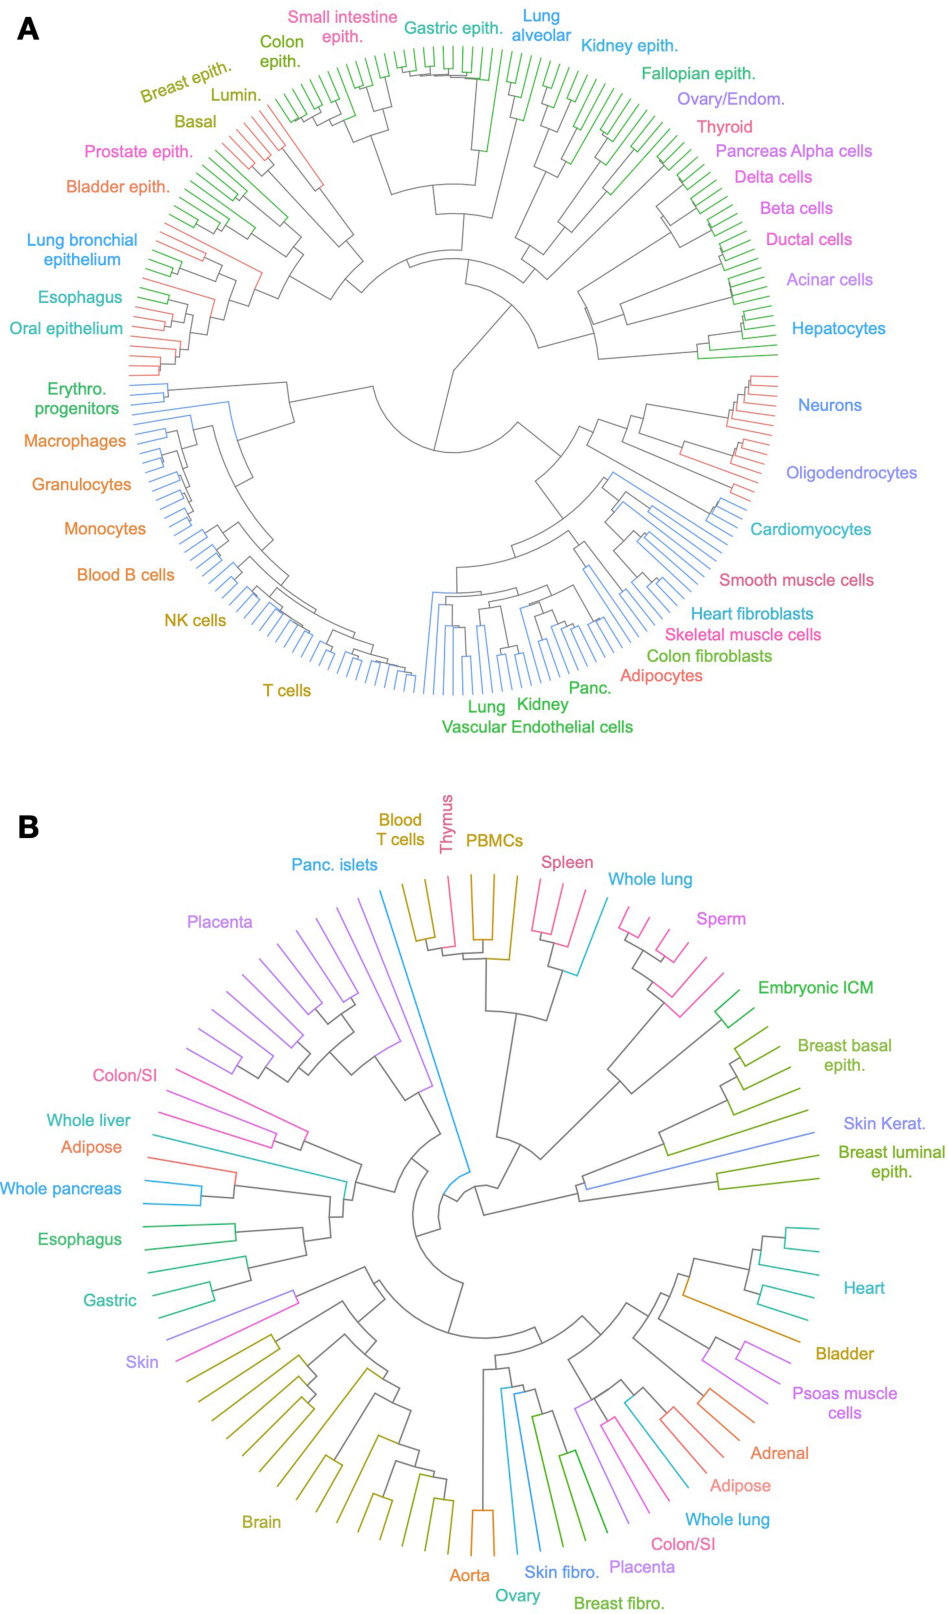 A
Small intestine
epith.
Gastric epith.
Lung
alveolar
Kidney epith.
Colon
epith.
Fallopian epith.
Breast epith.
Lumin.
Ovary/Endom.
Basal
Thyroid
Prostate epith.
Pancreas Alpha cells
Bladder epith.
Delta cells
Beta cells
Lung bronchial
epithelium
Ductal cells
Acinar cells
Esophagus
Oral epithelium
Hepatocytes
Erythro.
progenitors
Neurons
Macrophages
Granulocytes
Oligodendrocytes
Monocytes
Cardiomyocytes
Blood B cells
Smooth muscle cells
NK cells
Heart fibroblasts
Skeletal muscle cells
Colon fibroblasts
Adipocytes
T cells
Panc.
Lung
Kidney
Vascular Endothelial cells
B
Blood
T cells
Thymus
PBMCs
Panc. islets
Spleen
Whole lung
Placenta
Sperm
Embryonic ICM
Breast basal
epith.
Colon/SI
Whole liver
Skin Kerat.
Adipose
Breast luminal
epith.
Whole pancreas
Esophagus
Heart
Gastric
Skin
Bladder
Psoas muscle
cells
Adrenal
Adipose
Brain
Whole lung
Colon/SI
Placenta
Aorta
Skin fibro.
Ovary
Breast fibro.